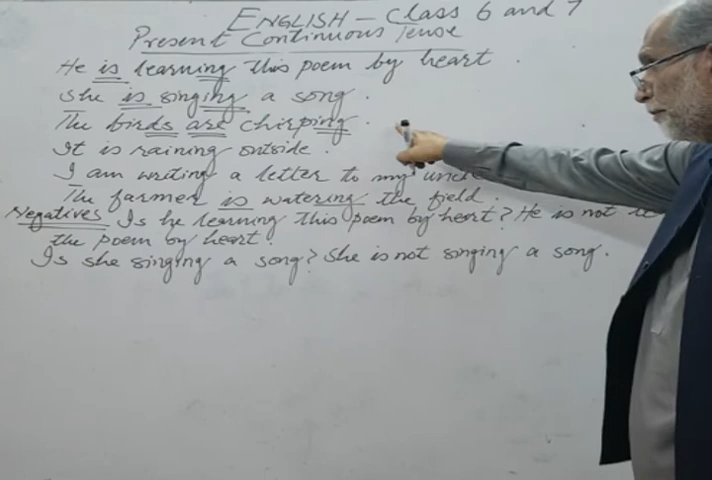 ENGLISH - Class 6 and 7
Present Continuous Tense
He is learning this poem by heart.
She is singing a song.
The birds are chirping.
It is raining outside.
I am writing a letter to my
The farmer is watering the field.
Negatives Is he learning this poem by heart? He is not
the poem by heart.
Is she singing a song? She is not singing a song.